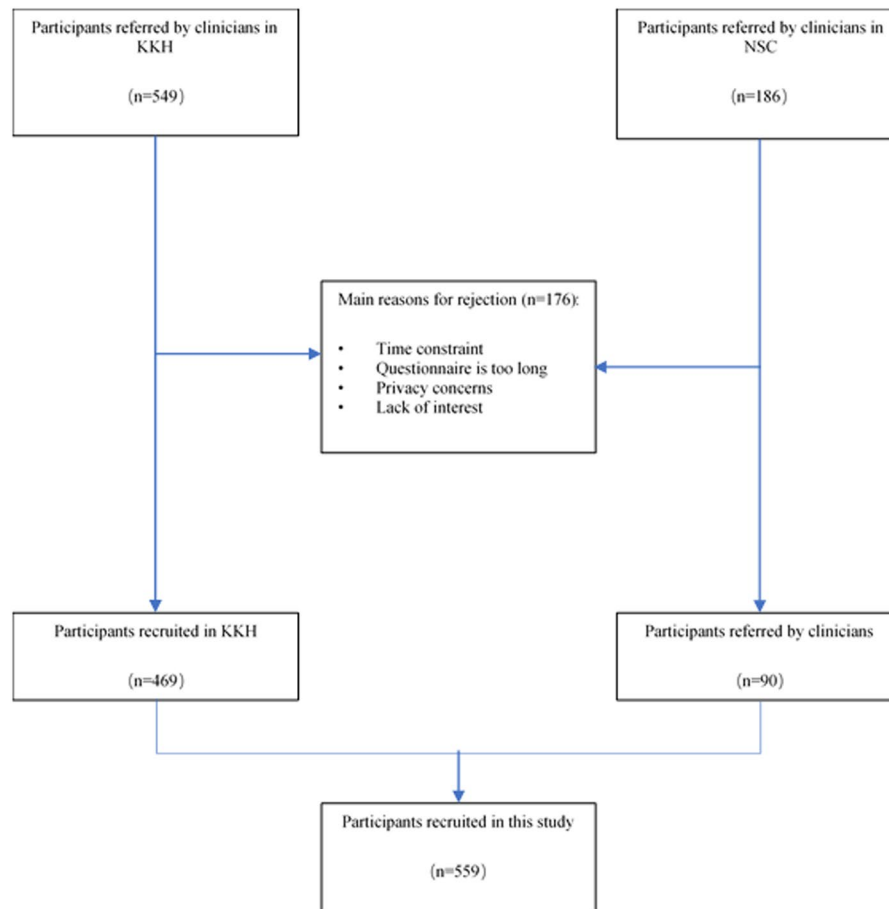 Participants referred by clinicians in
KKH
(n=549)
Participants referred by clinicians in
NSC
(n=186)
Main reasons for rejection (n=176):
• Time constraint
• Questionnaire is too long
• Privacy concerns
• Lack of interest
Participants recruited in KKH
(n=469)
Participants referred by clinicians
(n=90)
Participants recruited in this study
(n=559)